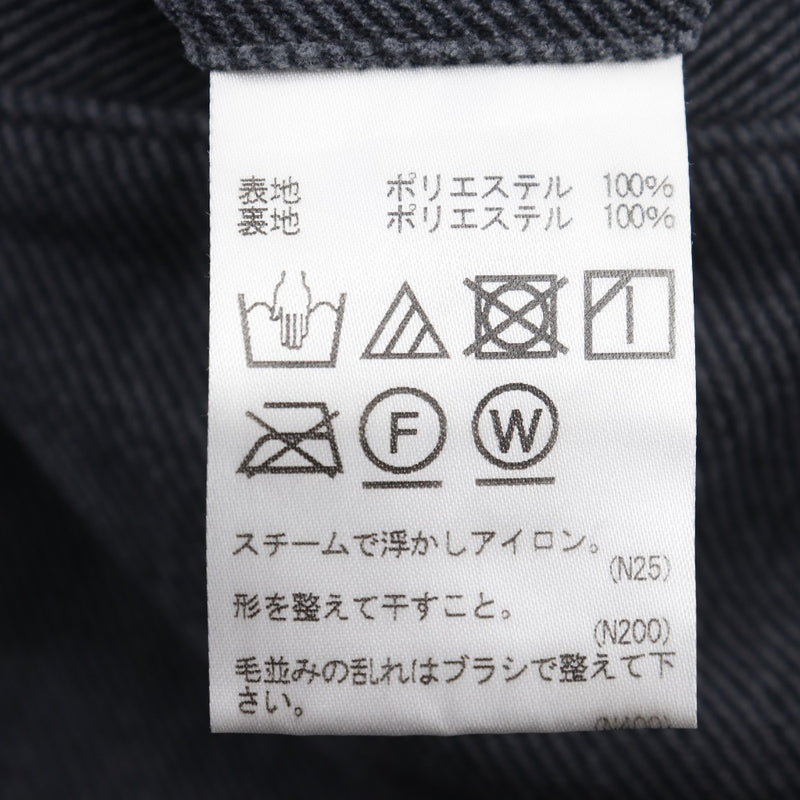 表地 ポリエステル 100%
裏地 ポリエステル 100%
F W
スチームで浮かしアイロン。
(N25)
形を整えて干すこと。
(N200)
毛並みの乱れはブラシで整えて下
さい。